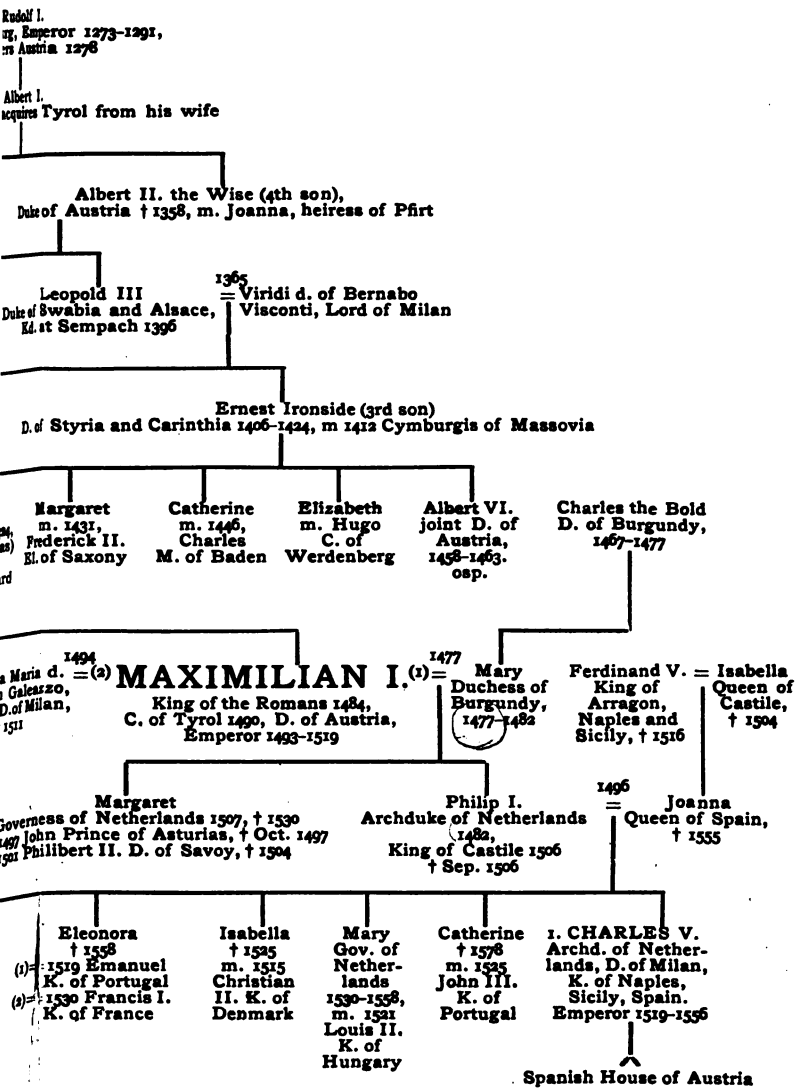 Rudolf I.
rg, Emperor 1273–1291,
ers Austria 1278
Albert I.
acquires Tyrol from his wife
Albert II. the Wise (4th son),
Duke of Austria † 1358, m. Joanna, heiress of Pfirt
1365
Leopold III
Duke of Swabia and Alsace,
Kd. at Sempach 1396
= Viridi d. of Bernabo
Visconti, Lord of Milan
Ernest Ironside (3rd son)
D. of Styria and Carinthia 1406–1424, m 1412 Cymburgis of Massovia
Margaret
m. 1431,
Frederick II.
El. of Saxony
Catherine
m. 1446,
Charles
M. of Baden
Elizabeth
m. Hugo
C. of
Werdenberg
Albert VI.
joint D. of
Austria,
1458–1463.
osp.
Charles the Bold
D. of Burgundy,
1467–1477
a Maria d.
Galeazzo,
D. of Milan,
1511
1494
=(2)
MAXIMILIAN I.
King of the Romans 1484,
C. of Tyrol 1490, D. of Austria,
Emperor 1493–1519
1477
(1)=
Mary
Duchess of
Burgundy,
1477–1482
Ferdinand V.
King of
Arragon,
Naples and
Sicily, † 1516
= Isabella
Queen of
Castile,
† 1504
Margaret
Governess of Netherlands 1507, † 1530
1497 John Prince of Asturias, † Oct. 1497
1501 Philibert II. D. of Savoy, † 1504
Philip I.
Archduke of Netherlands
1482,
King of Castile 1506
† Sep. 1506
1496
=
Joanna
Queen of Spain,
† 1555
Eleonora
† 1558
(1)= 1519 Emanuel
K. of Portugal
(2)= 1530 Francis I.
K. of France
Isabella
† 1525
m. 1515
Christian
II. K. of
Denmark
Mary
Gov. of
Nether-
lands
1530–1558,
m. 1521
Louis II.
K. of
Hungary
Catherine
† 1578
m. 1525
John III.
K. of
Portugal
1. CHARLES V.
Archd. of Nether-
lands, D. of Milan,
K. of Naples,
Sicily, Spain.
Emperor 1519–1556
Spanish House of Austria